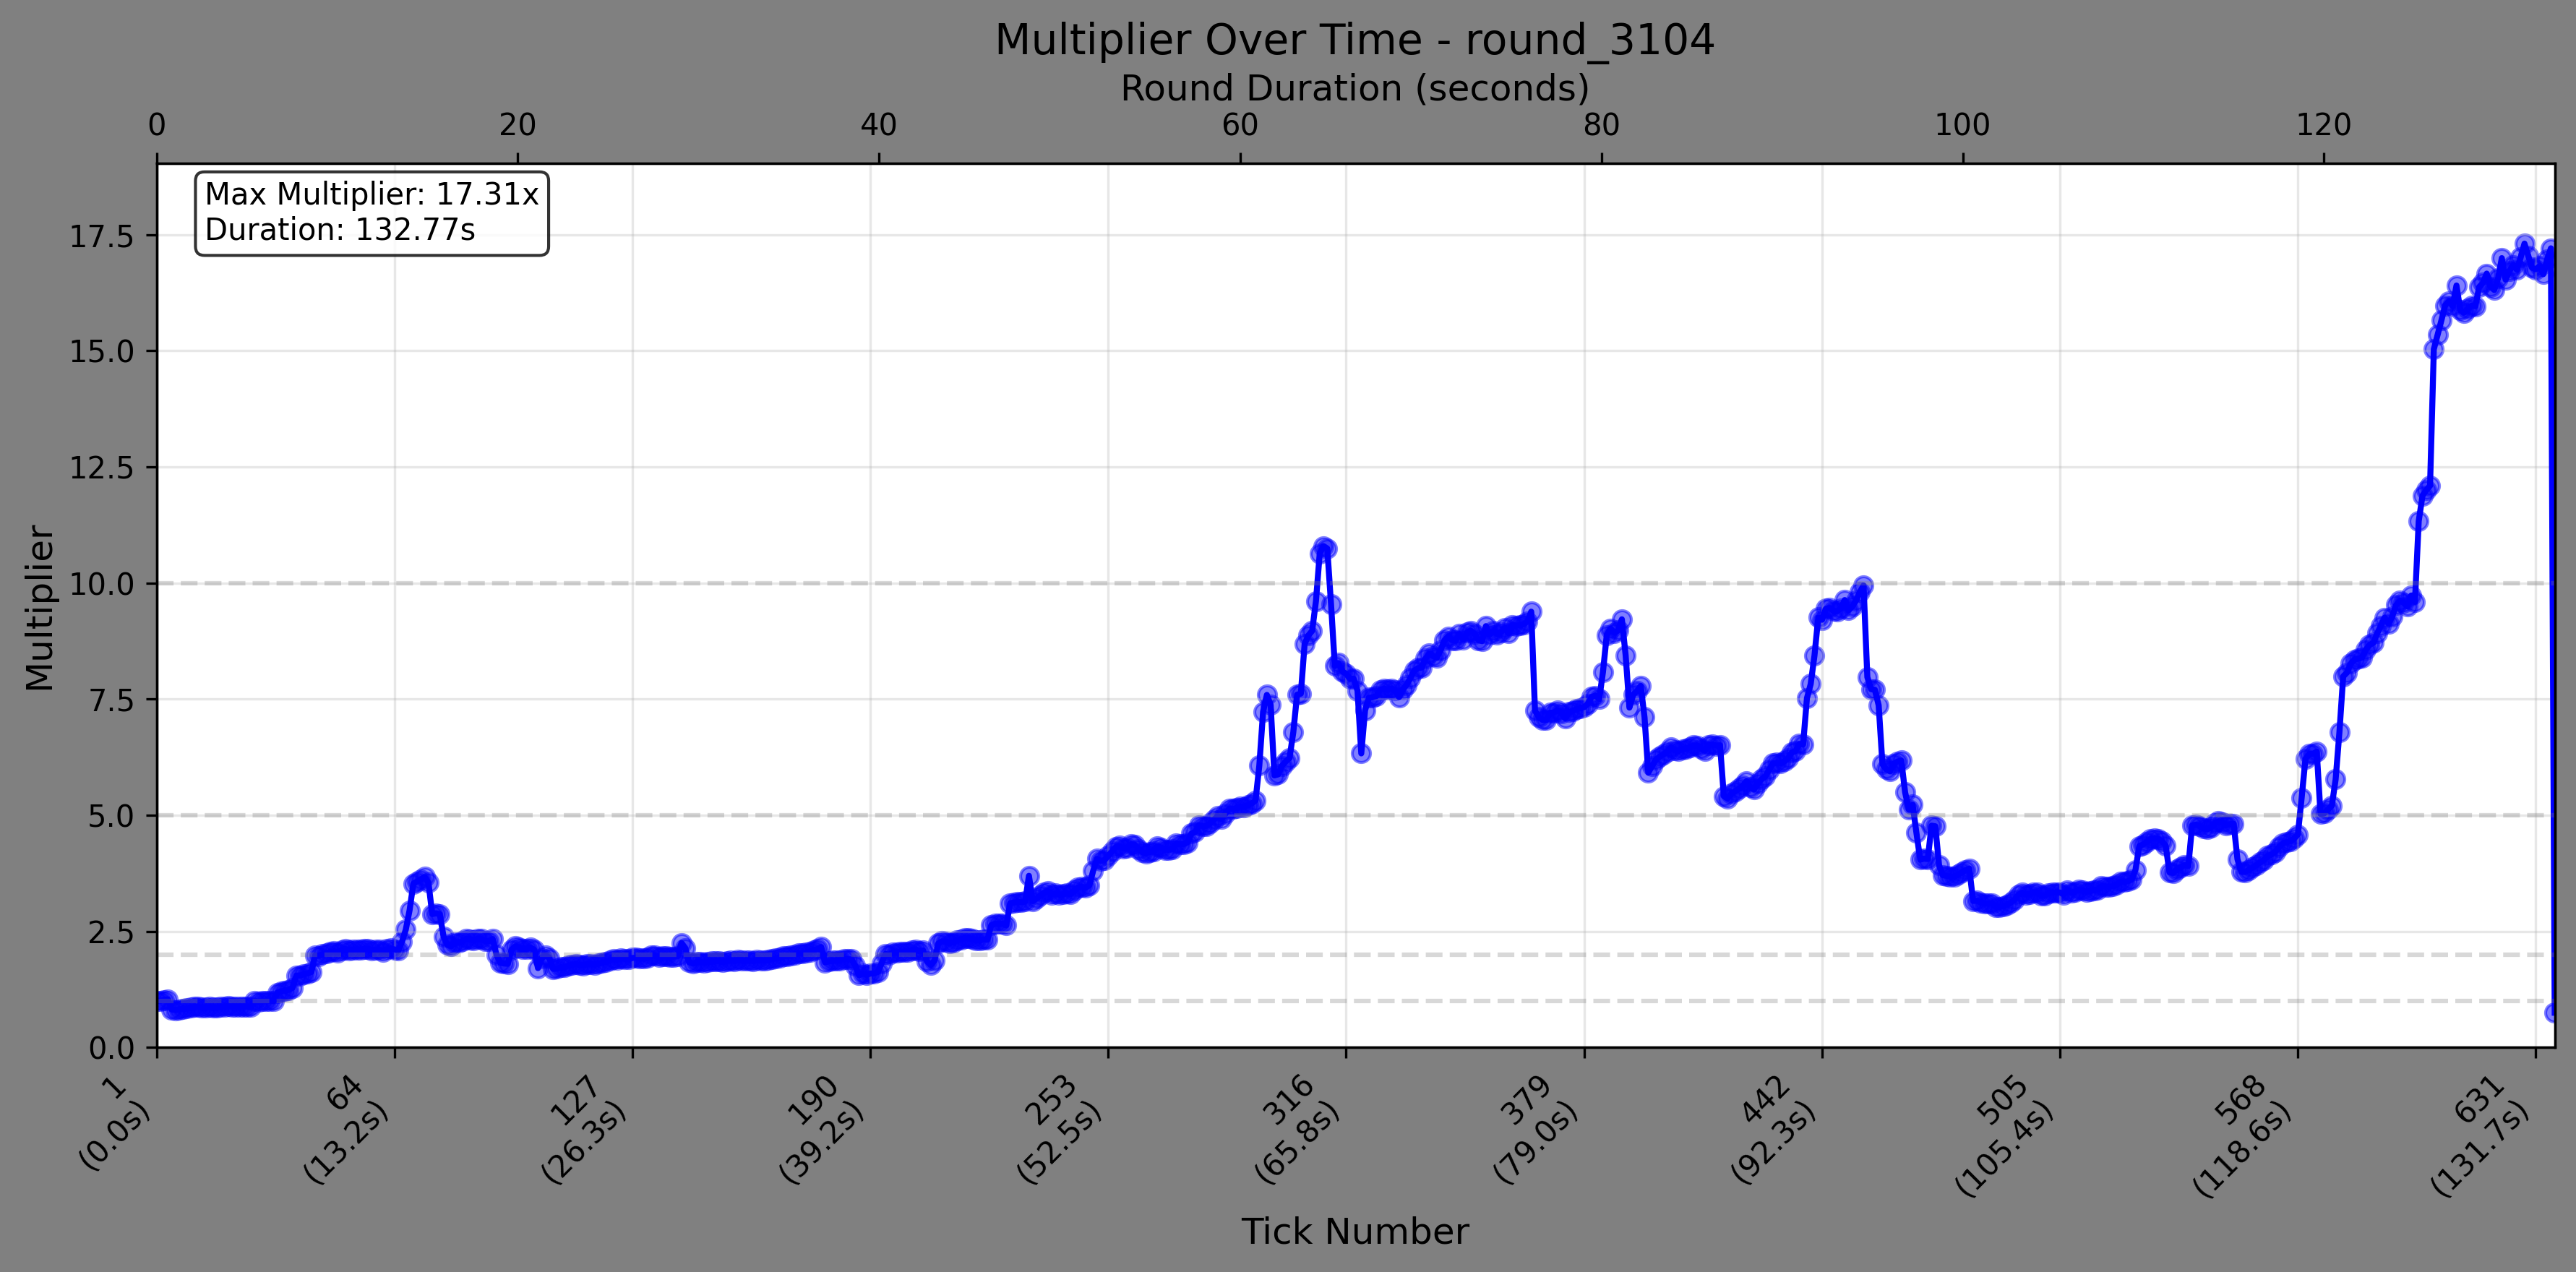 Multiplier Over Time - round_3104
Round Duration (seconds)
0 20 40 60 80 100 120
Max Multiplier: 17.31x
Duration: 132.77s
17.5
15.0
12.5
10.0
7.5
5.0
2.5
0.0
Multiplier
1
(0.0s)
64
(13.2s)
127
(26.3s)
190
(39.2s)
253
(52.5s)
316
(65.8s)
379
(79.0s)
442
(92.3s)
505
(105.4s)
568
(118.6s)
631
(131.7s)
Tick Number